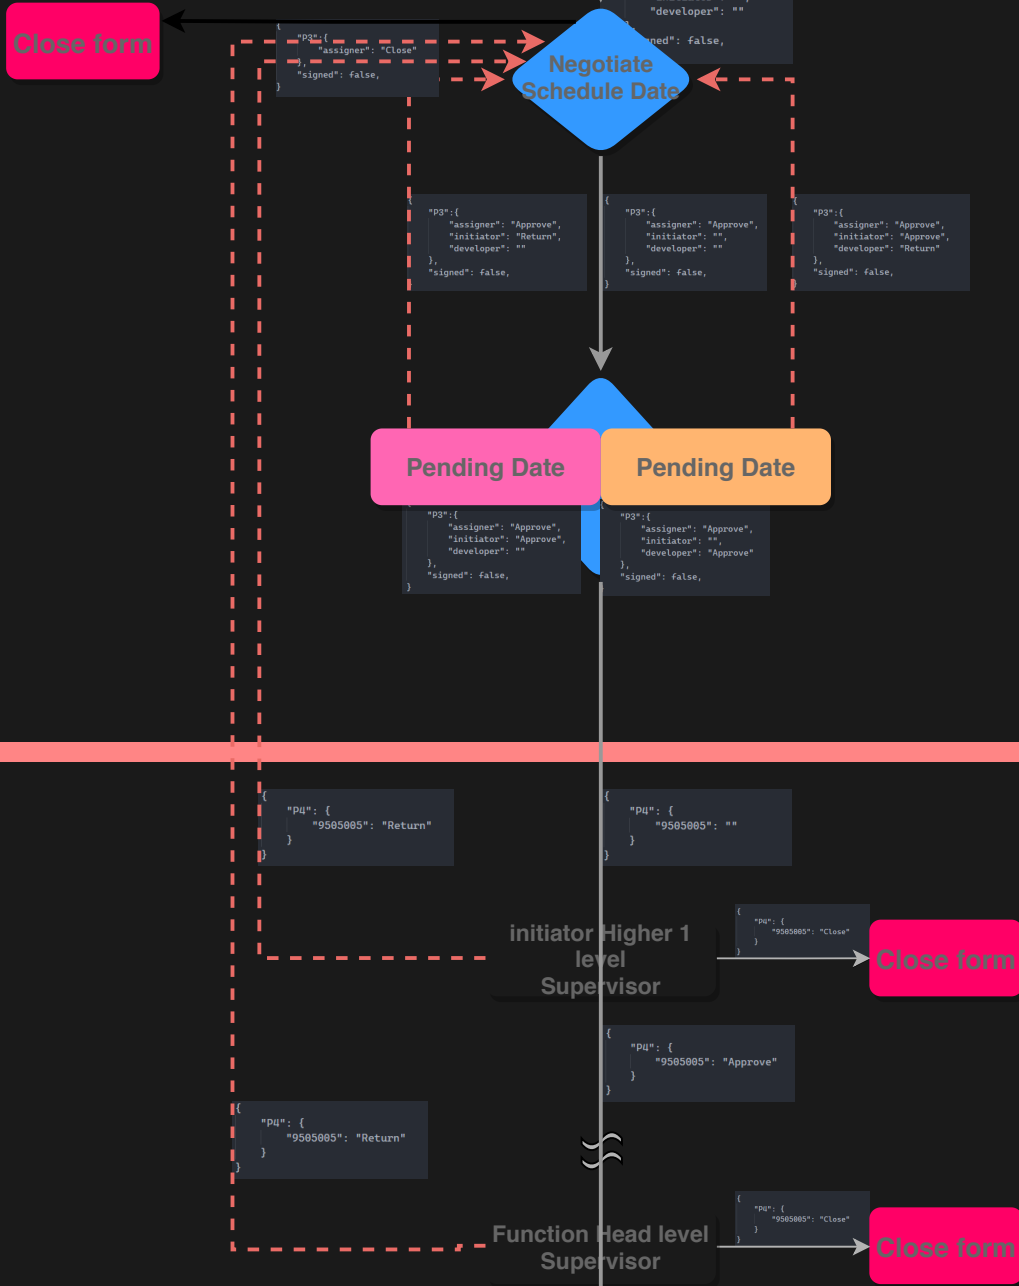 "developer": ""
ned": false,
Close form
{
"P3":{
"assigner": "Close"
},
"signed": false,
}
Negotiate
Schedule Date
{
"P3":{
"assigner": "Approve",
"initiator": "Return",
"developer": ""
},
"signed": false,
}
{
"P3":{
"assigner": "Approve",
"initiator": "",
"developer": ""
},
"signed": false,
}
{
"P3":{
"assigner": "Approve",
"initiator": "Approve",
"developer": "Return"
},
"signed": false,
}
Pending Date
Pending Date
"P3":{
"assigner": "Approve",
"initiator": "Approve",
"developer": ""
},
"signed": false,
}
"P3":{
"assigner": "Approve",
"initiator": "",
"developer": "Approve"
},
"signed": false,
{
"P4": {
"9505005": "Return"
}
}
{
"P4": {
"9505005": ""
}
}
initiator Higher 1
level
Supervisor
{
"P4": {
"9505005": "Close"
}
}
Close form
{
"P4": {
"9505005": "Approve"
}
}
{
"P4": {
"9505005": "Return"
}
}
Function Head level
Supervisor
{
"P4": {
"9505005": "Close"
}
}
Close form